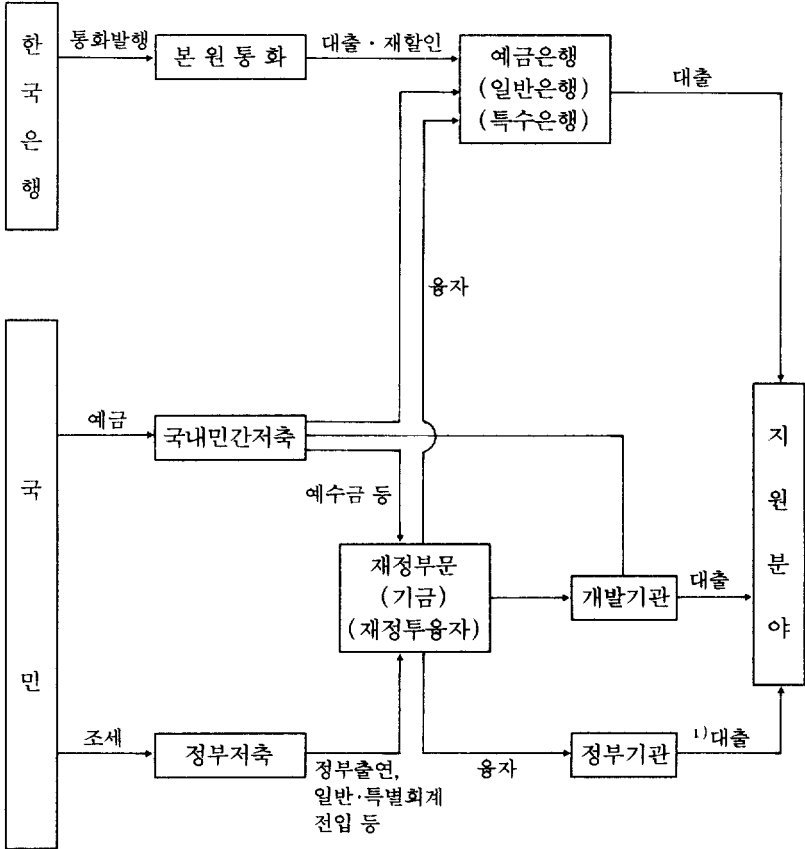 한국은행
통화발행
본원통화
대출·재할인
예금은행
(일반은행)
(특수은행)
대출
융자
국민
예금
국내민간저축
예수금 등
재정부문
(기금)
(재정투융자)
개발기관
대출
지원분야
조세
정부저축
정부출연,
일반·특별회계
전입 등
융자
정부기관
1)대출